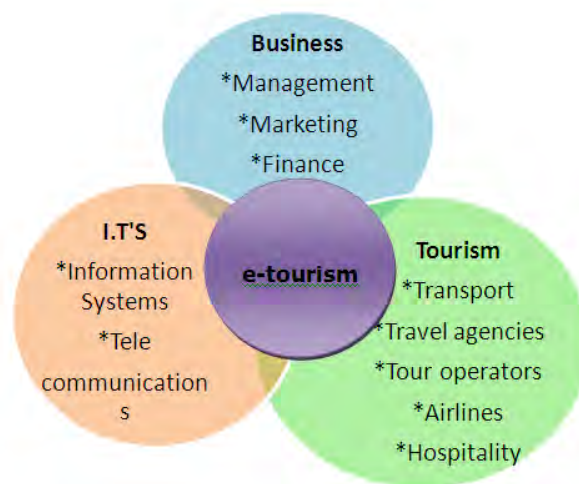 Business
*Management
*Marketing
*Finance
I.T'S
*Information
Systems
*Tele
communication
s
e-tourism
Tourism
*Transport
*Travel agencies
*Tour operators
*Airlines
*Hospitality